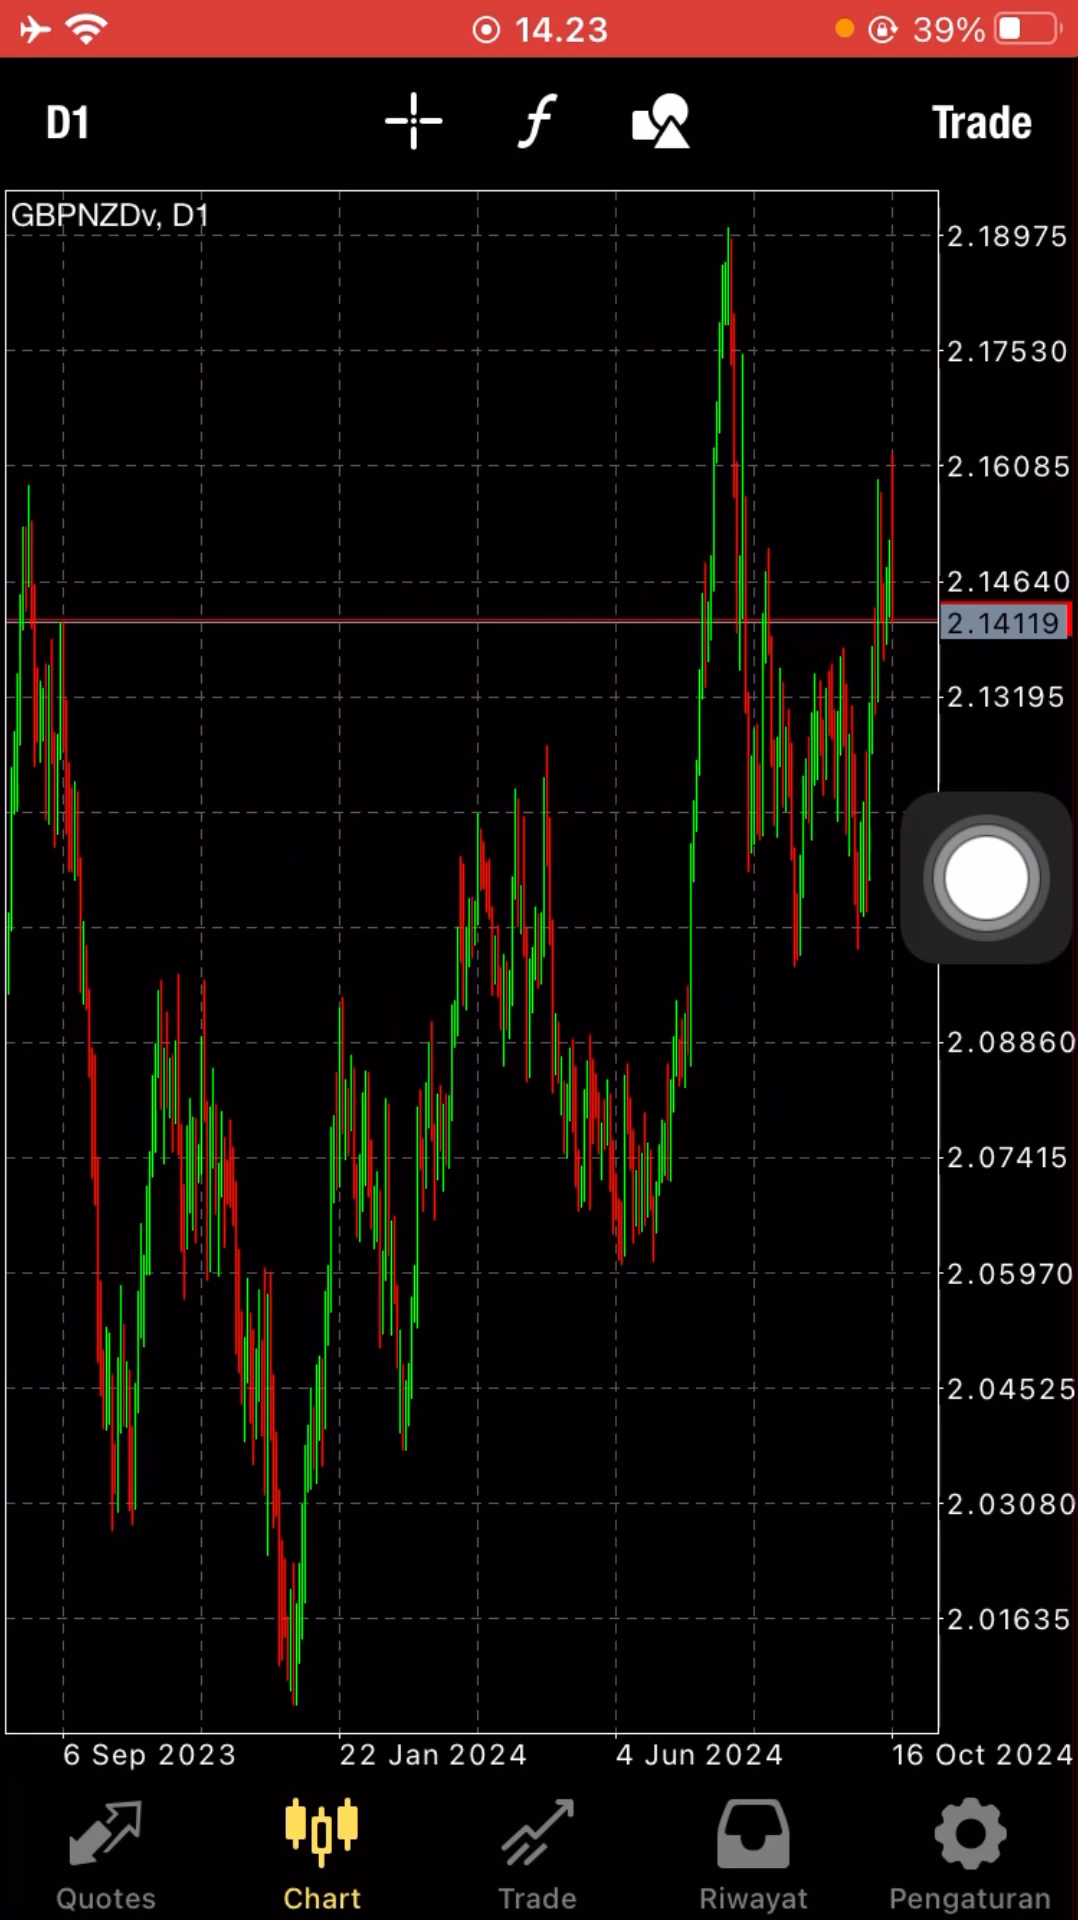 14.23
39%
D1
f
Trade
GBPNZDv, D1
2.18975
2.17530
2.16085
2.14640
2.14119
2.13195
2.08860
2.07415
2.05970
2.04525
2.03080
2.01635
6 Sep 2023
22 Jan 2024
4 Jun 2024
16 Oct 2024
Quotes
Chart
Trade
Riwayat
Pengaturan